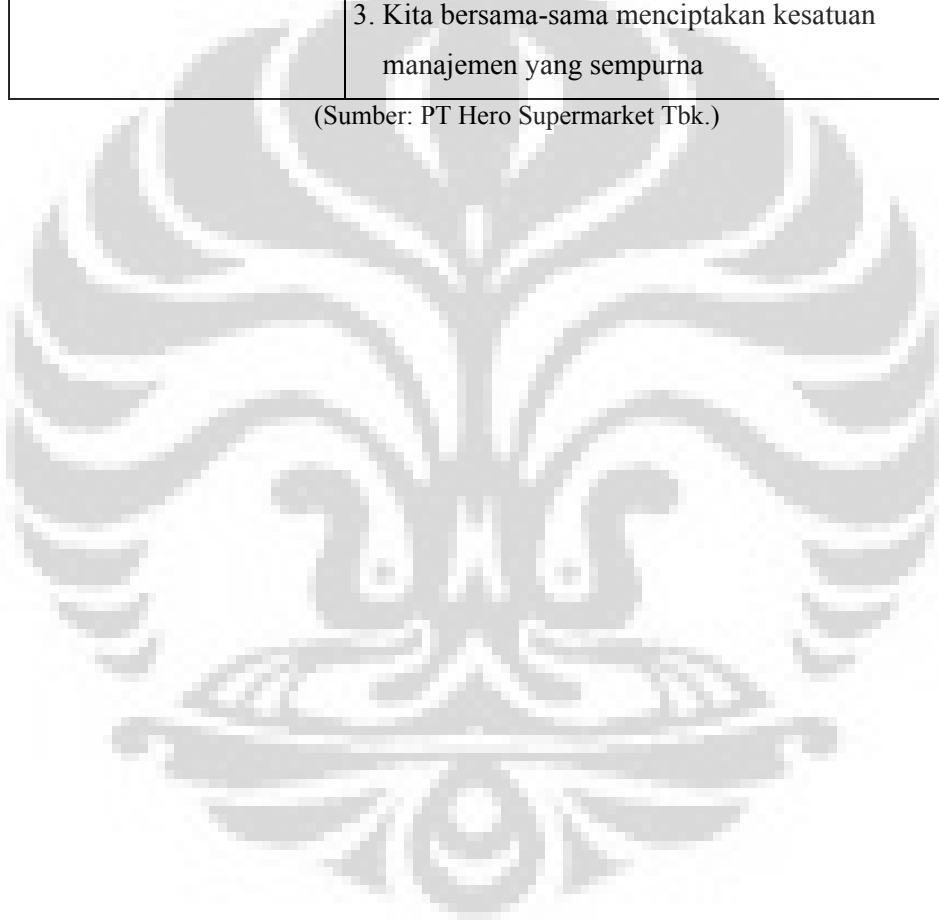 3. Kita bersama-sama menciptakan kesatuan
manajemen yang sempurna
(Sumber: PT Hero Supermarket Tbk.)